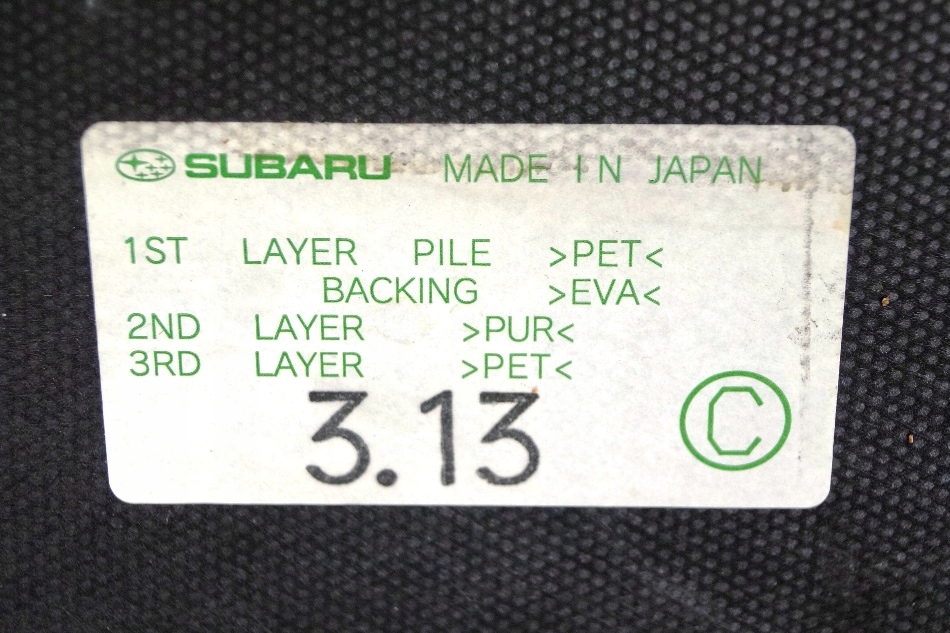 SUBARU MADE IN JAPAN
1ST LAYER PILE >PET<
BACKING >EVA<
2ND LAYER >PUR<
3RD LAYER >PET<
3.13
C